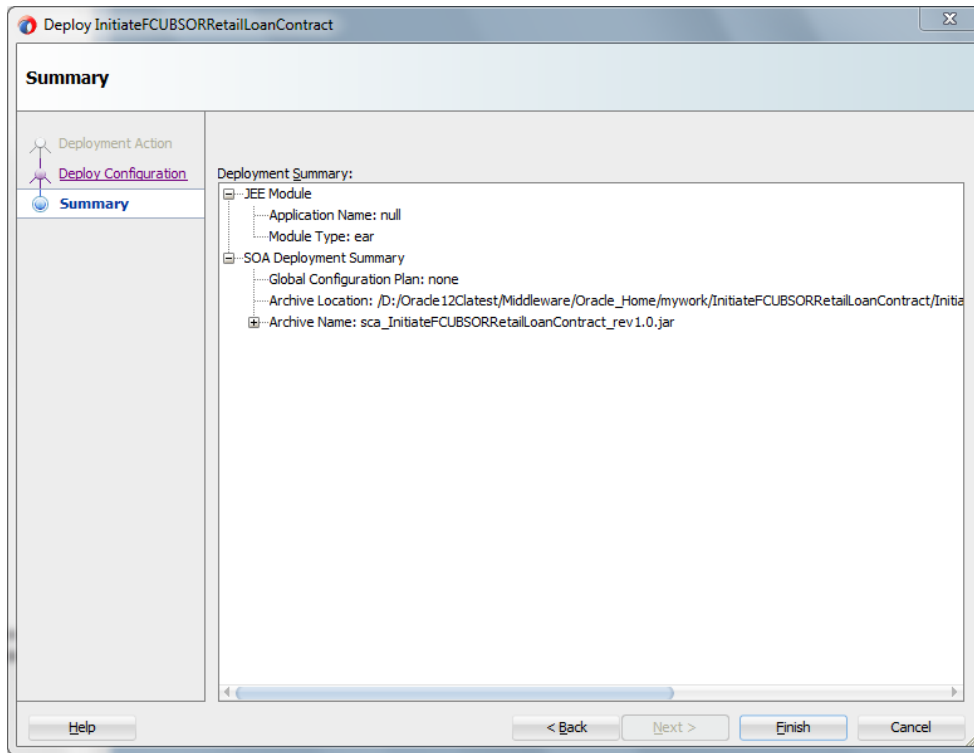 Deploy InitiateFCUBSORRetailLoanContract
Summary
Deployment Action
Deploy Configuration
Summary
Deployment Summary:
JEE Module
Application Name: null
Module Type: ear
SOA Deployment Summary
Global Configuration Plan: none
Archive Location: /D:/Oracle12Clatest/Middleware/Oracle_Home/mywork/InitiateFCUBSORRetailLoanContract/Initia
Archive Name: sca_InitiateFCUBSORRetailLoanContract_rev1.0.jar
Help
< Back
Next >
Finish
Cancel